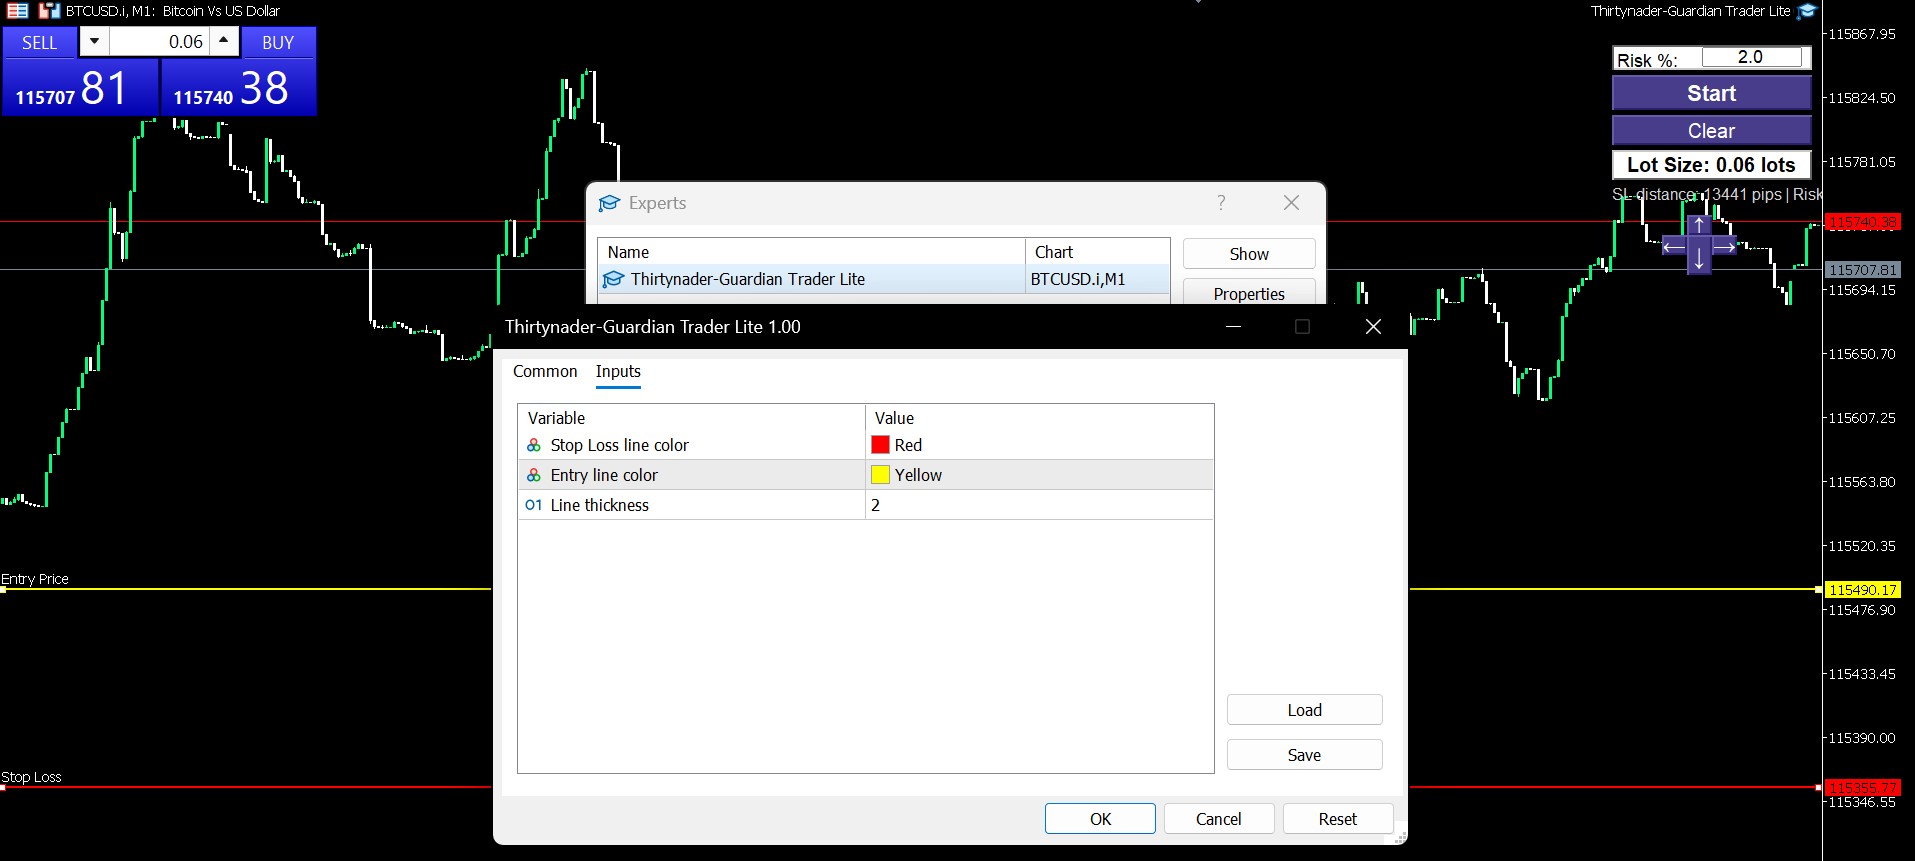 BTCUSD.i, M1: Bitcoin Vs US Dollar
Thirtynader-Guardian Trader Lite
SELL
0.06
BUY
115707 81
115740 38
Risk %:
2.0
Start
Clear
Lot Size: 0.06 lots
SL distance: 13441 pips | Risk
115867.95
115824.50
115781.05
115740.38
115707.81
115694.15
115650.70
115607.25
115563.80
115520.35
115490.17
115476.90
115433.45
115390.00
115355.77
115346.55
Experts
?
Name
Chart
Show
Thirtynader-Guardian Trader Lite
BTCUSD.i,M1
Properties
Thirtynader-Guardian Trader Lite 1.00
Common
Inputs
Variable
Value
Stop Loss line color
Red
Entry line color
Yellow
01 Line thickness
2
Load
Save
OK
Cancel
Reset
Entry Price
Stop Loss